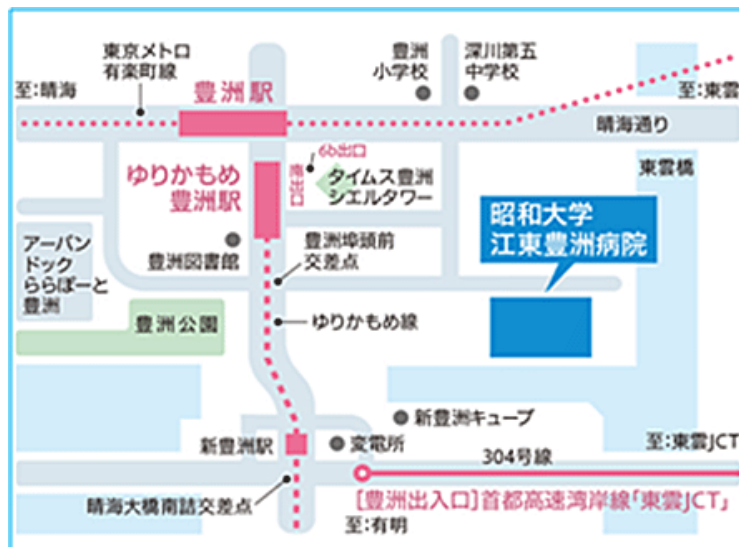 東京メトロ
有楽町線
豊洲
小学校
深川第五
中学校
至:晴海
豊洲駅
至:東雲
晴海通り
6b出口
南出口
東雲橋
ゆりかもめ
豊洲駅
タイムス豊洲
シエルタワー
昭和大学
江東豊洲病院
アーバン
ドック
ららぽーと
豊洲
豊洲図書館
豊洲埠頭前
交差点
豊洲公園
ゆりかもめ線
新豊洲キューブ
新豊洲駅
変電所
304号線
至:東雲JCT
[豊洲出入口]首都高速湾岸線「東雲JCT」
晴海大橋南詰交差点
至:有明